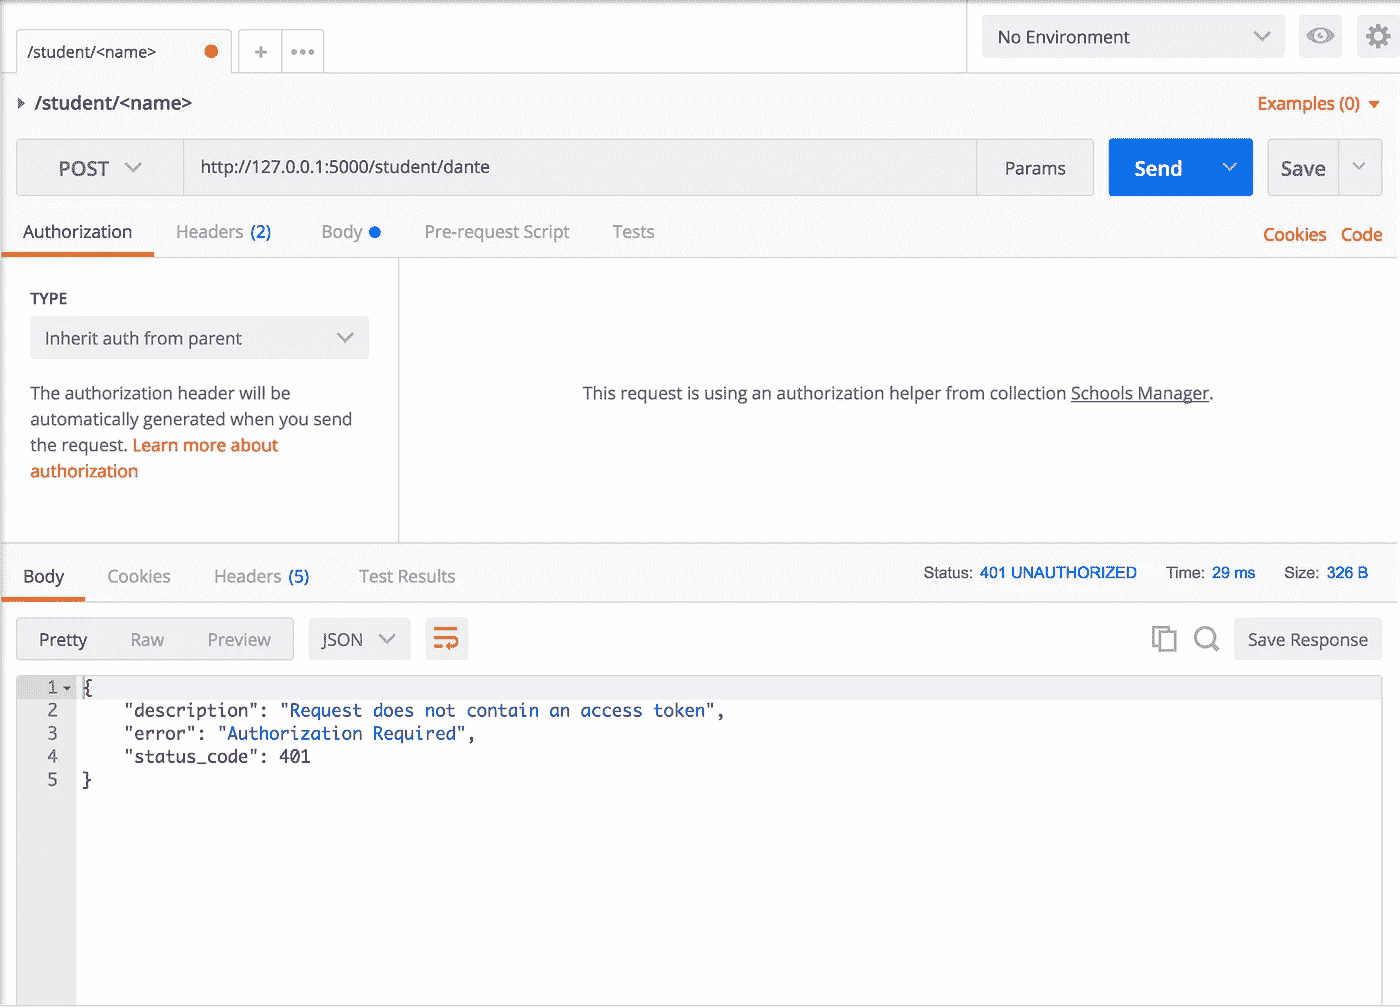 /student/<name>
+
No Environment
/student/<name>
Examples (0)
POST
http://127.0.0.1:5000/student/dante
Params
Send
Save
Authorization
Headers (2)
Body
Pre-request Script
Tests
Cookies
Code
TYPE
Inherit auth from parent
The authorization header will be
automatically generated when you send
the request. Learn more about
authorization
This request is using an authorization helper from collection Schools Manager.
Body
Cookies
Headers (5)
Test Results
Status: 401 UNAUTHORIZED
Time: 29 ms
Size: 326 B
Pretty
Raw
Preview
JSON
Save Response
1 {
2 "description": "Request does not contain an access token",
3 "error": "Authorization Required",
4 "status_code": 401
5 }